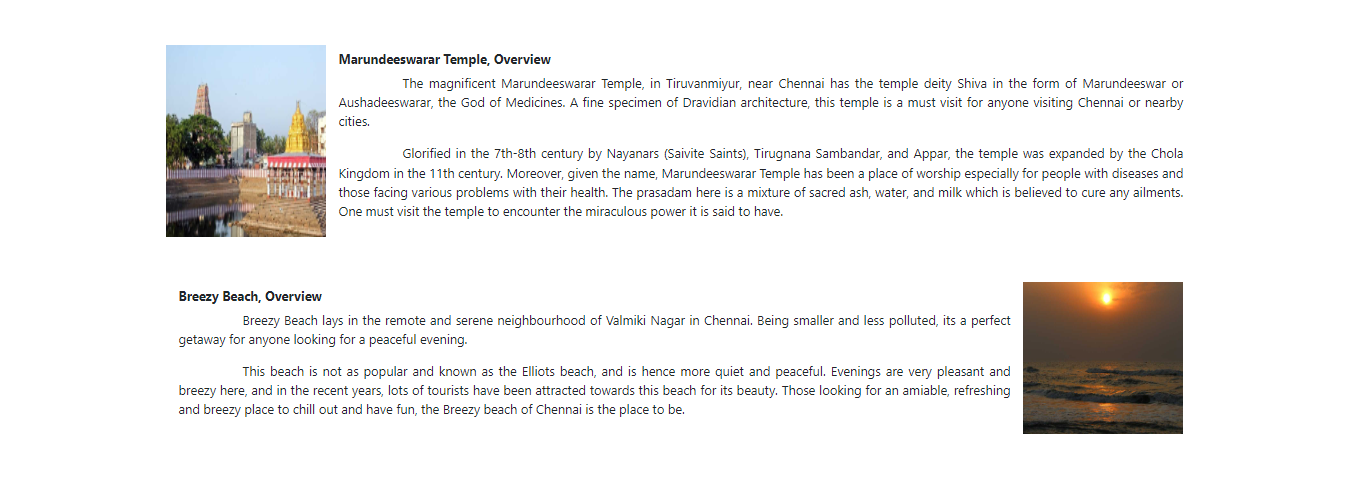 Marundeeswarar Temple, Overview
The magnificent Marundeeswarar Temple, in Tiruvanmiyur, near Chennai has the temple deity Shiva in the form of Marundeeswar or
Aushadeeswarar, the God of Medicines. A fine specimen of Dravidian architecture, this temple is a must visit for anyone visiting Chennai or nearby
cities.
Glorified in the 7th-8th century by Nayanars (Saivite Saints), Tirugnana Sambandar, and Appar, the temple was expanded by the Chola
Kingdom in the 11th century. Moreover, given the name, Marundeeswarar Temple has been a place of worship especially for people with diseases and
those facing various problems with their health. The prasadam here is a mixture of sacred ash, water, and milk which is believed to cure any ailments.
One must visit the temple to encounter the miraculous power it is said to have.
Breezy Beach, Overview
Breezy Beach lays in the remote and serene neighbourhood of Valmiki Nagar in Chennai. Being smaller and less polluted, its a perfect
getaway for anyone looking for a peaceful evening.
This beach is not as popular and known as the Elliots beach, and is hence more quiet and peaceful. Evenings are very pleasant and
breezy here, and in the recent years, lots of tourists have been attracted towards this beach for its beauty. Those looking for an amiable, refreshing
and breezy place to chill out and have fun, the Breezy beach of Chennai is the place to be.